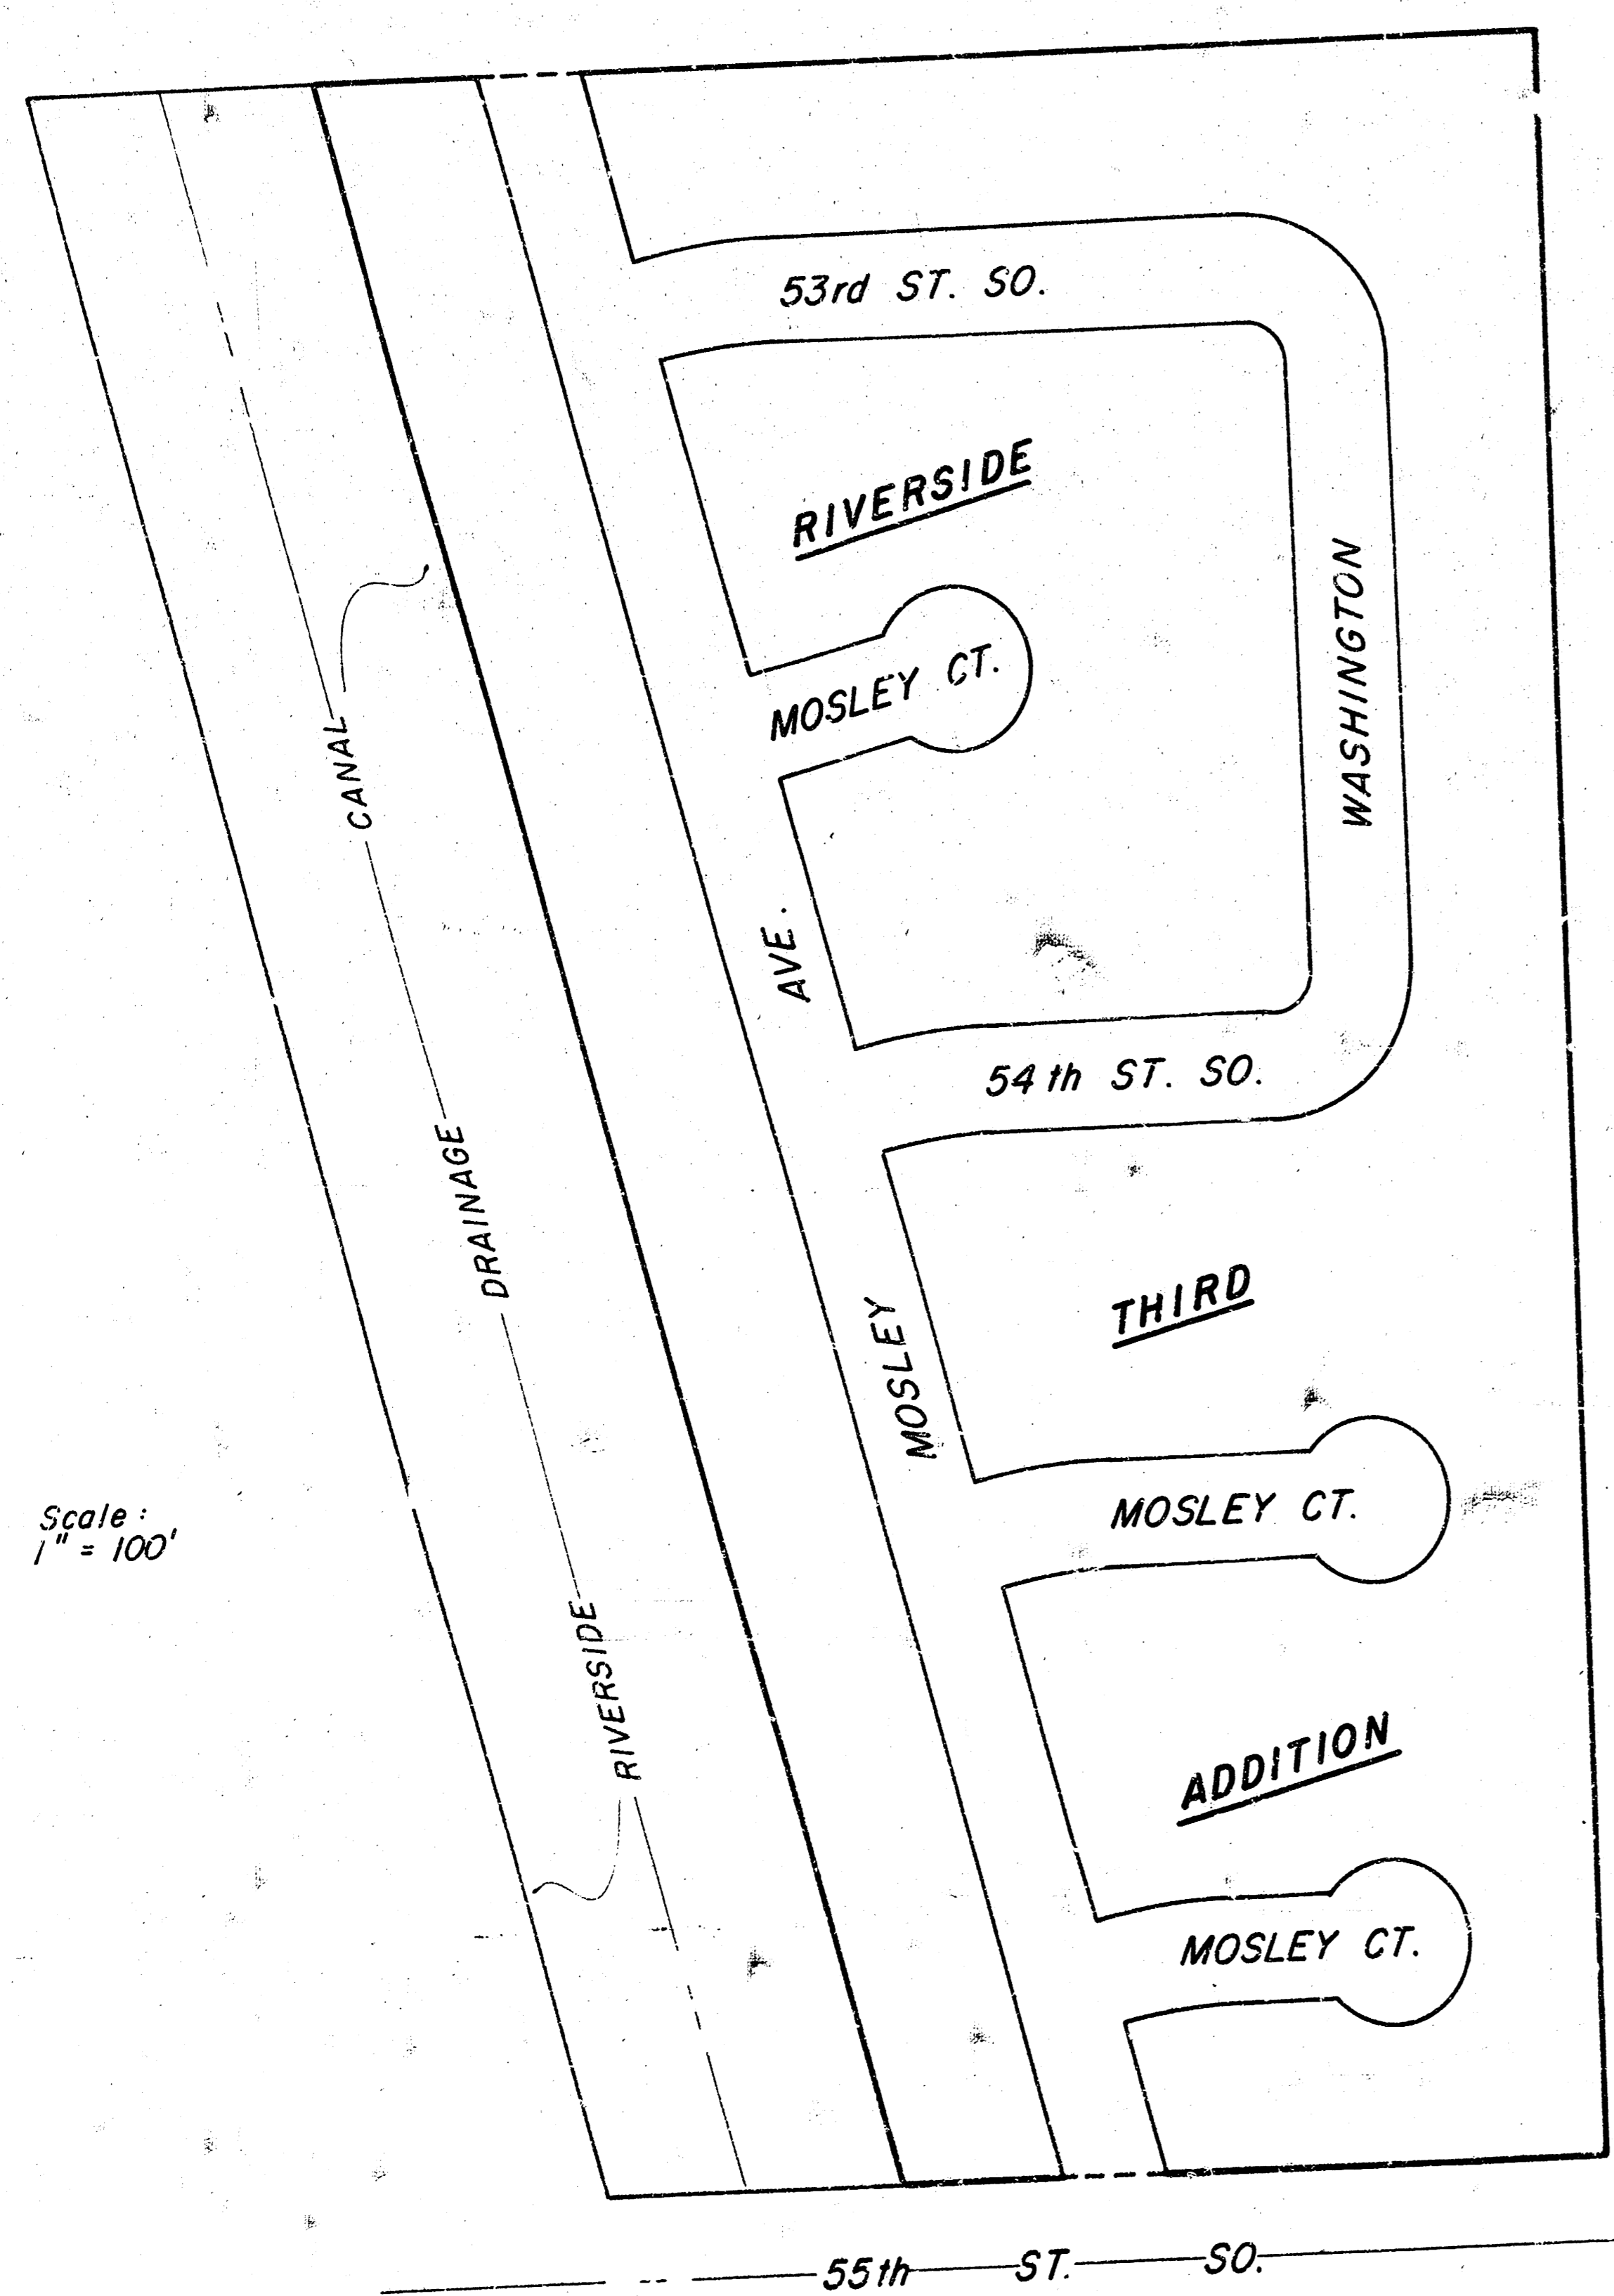 53rd ST. SO.
RIVERSIDE
WASHINGTON
MOSLEY CT.
CANAL
AVE.
54th ST. SO.
DRAINAGE
THIRD
MOSLEY
MOSLEY CT.
Scale:
1" = 100'
RIVERSIDE
ADDITION
MOSLEY CT.
55th ST. SO.